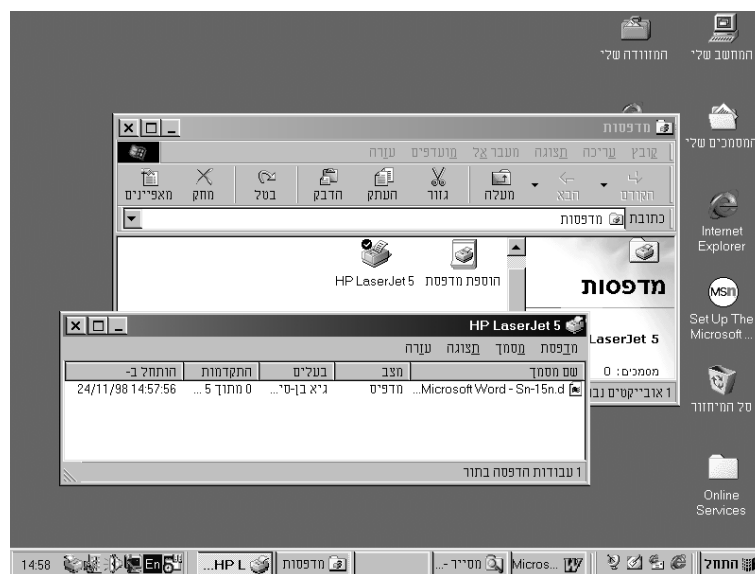 המחשב שלי
המזוודה שלי
המסמכים שלי
Internet Explorer
MSN
Set Up The Microsoft...
סל המיחזור
Online Services
מדפסות
קובץ עריכה תצוגה מעבר אל מועדפים עזרה
הקודם הבא מעלה גזור העתק הדבק בטל מחק מאפיינים
כתובת מדפסות
הוספת מדפסת
HP LaserJet 5
מדפסות
LaserJet 5
מסמכים: 0
1 אובייקטים נבח
HP LaserJet 5
מדפסת מסמך תצוגה עזרה
שם מסמך מצב בעלים התקדמות הותחל ב-
Microsoft Word - Sn-15n.d... מדפיס גיא בן-סי... 0 מתוך 5 ... 24/11/98 14:57:56
1 עבודות הדפסה בתור
התחל Micros... מסייר -... מדפסות HP L... En 14:58